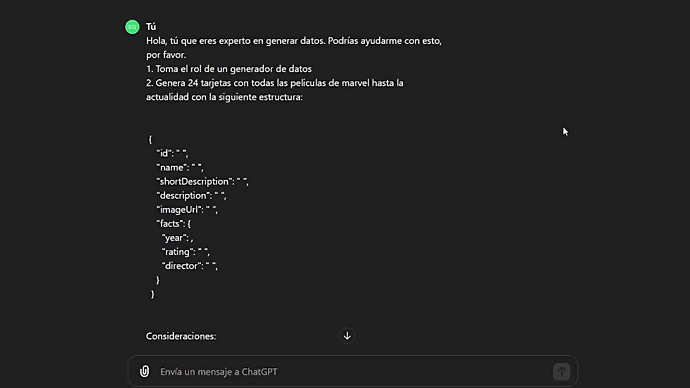 Tú
Hola, tú que eres experto en generar datos. Podrías ayudarme con esto,
por favor.
1. Toma el rol de un generador de datos
2. Genera 24 tarjetas con todas las peliculas de marvel hasta la
actualidad con la siguiente estructura:
{
"id": " ",
"name": " ",
"shortDescription": " ",
"description": " ",
"imageUrl": " ",
"facts": {
"year": ,
"rating": " ",
"director": " ",
}
}
Consideraciones:
Envía un mensaje a ChatGPT